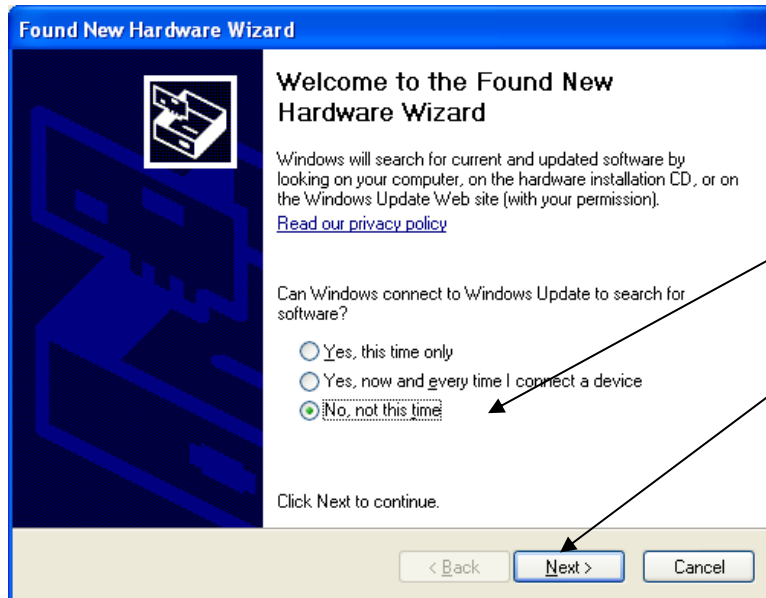 Found New Hardware Wizard
Welcome to the Found New
Hardware Wizard
Windows will search for current and updated software by
looking on your computer, on the hardware installation CD, or on
the Windows Update Web site (with your permission).
Read our privacy policy
Can Windows connect to Windows Update to search for
software?
Yes, this time only
Yes, now and every time I connect a device
No, not this time
Click Next to continue.
< Back
Next >
Cancel